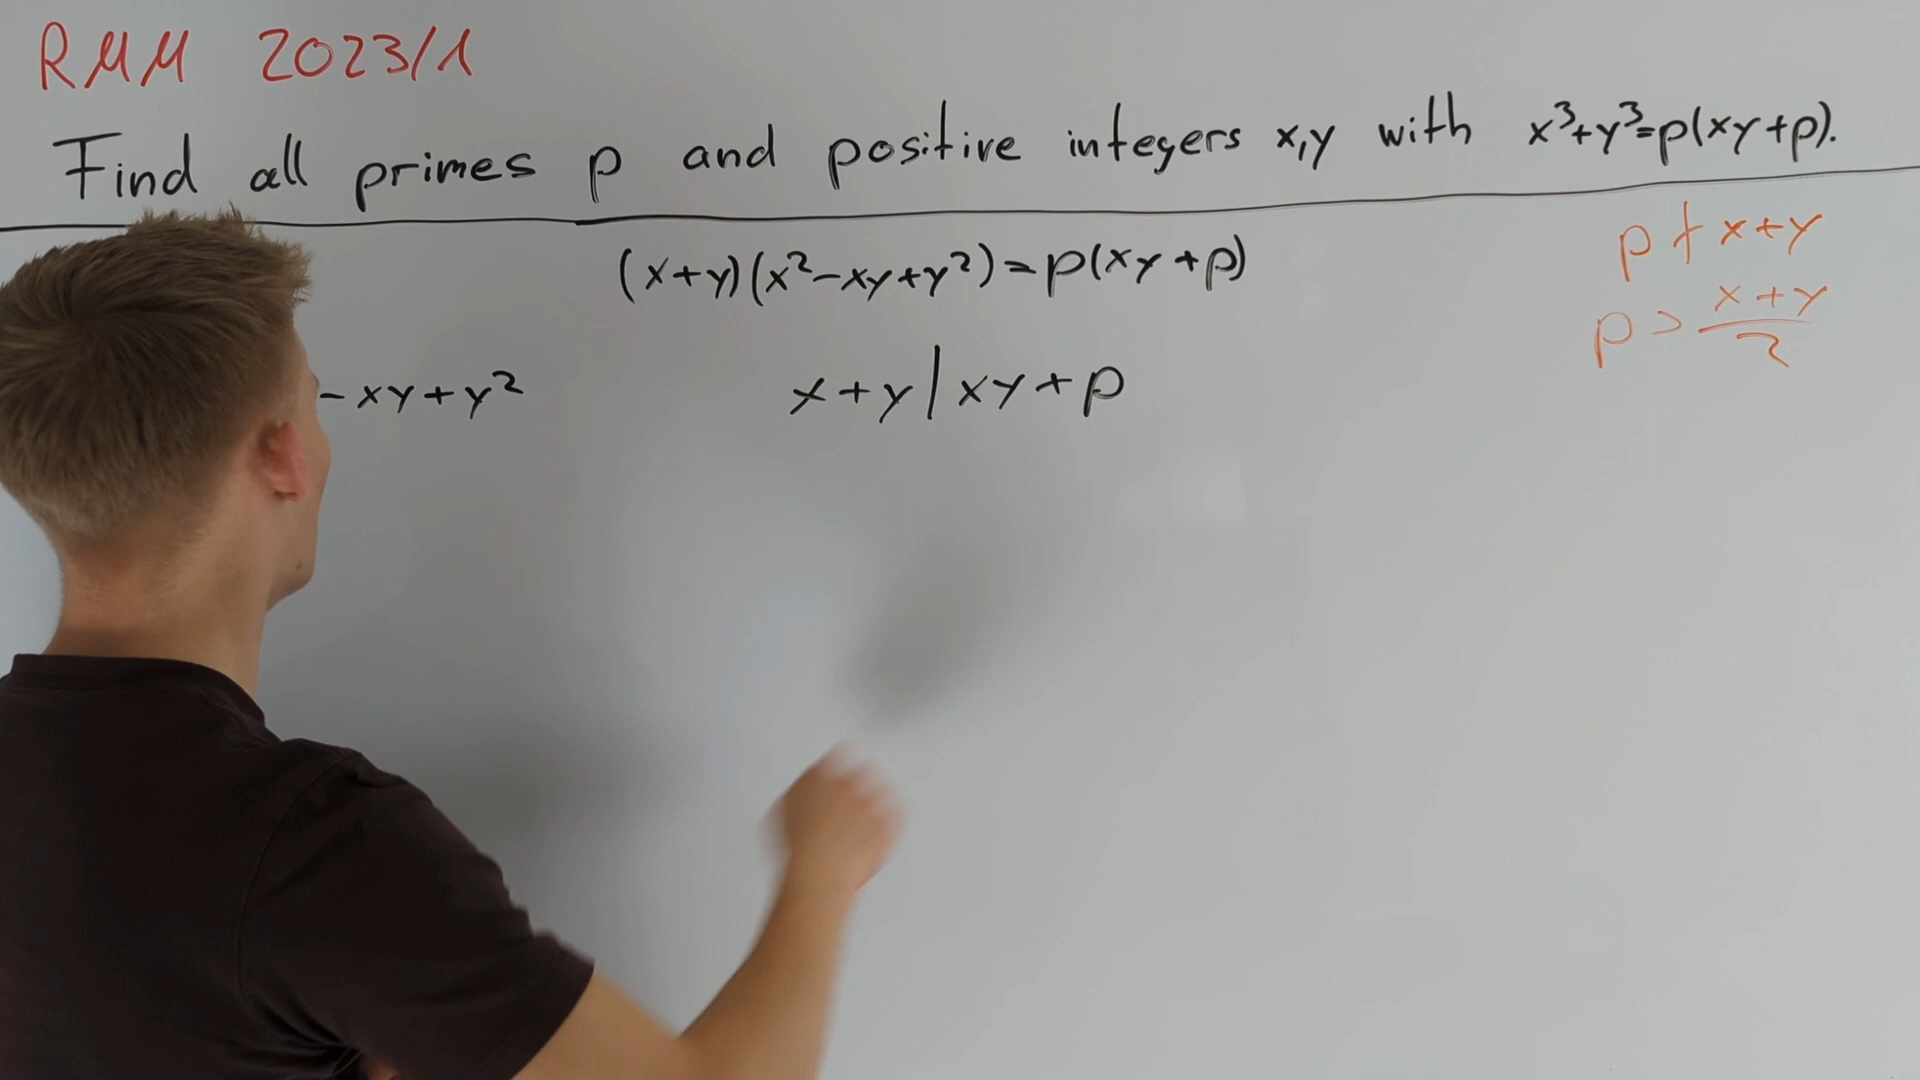 RMM 2023/1
Find all primes p and positive integers x,y with x³+y³=p(xy+p).
(x+y)(x²-xy+y²)=p(xy+p)
p∤x+y
p > (x+y)/2
-xy+y²
x+y|xy+p